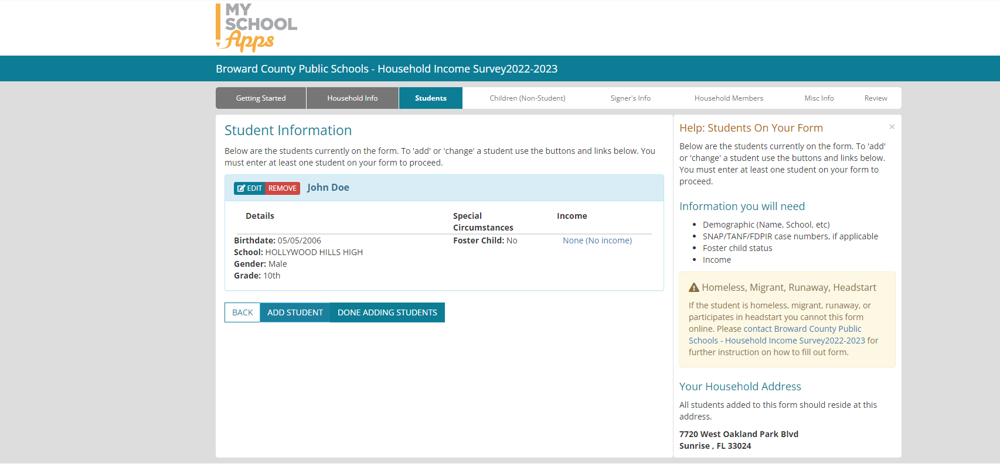 MY
SCHOOL
Apps
Broward County Public Schools - Household Income Survey2022-2023
Getting Started
Household Info
Students
Children (Non-Student)
Signer's Info
Household Members
Misc Info
Review
Student Information
Below are the students currently on the form. To 'add' or 'change' a student use the buttons and links below. You
must enter at least one student on your form to proceed.
EDIT REMOVE John Doe
Details
Special
Circumstances
Income
Birthdate: 05/05/2006
School: HOLLYWOOD HILLS HIGH
Gender: Male
Grade: 10th
Foster Child: No
None (No income)
BACK
ADD STUDENT
DONE ADDING STUDENTS
Help: Students On Your Form
×
Below are the students currently on the form. To 'add'
or 'change' a student use the buttons and links below.
You must enter at least one student on your form to
proceed.
Information you will need
• Demographic (Name, School, etc)
• SNAP/TANF/FDPIR case numbers, if applicable
• Foster child status
• Income
Homeless, Migrant, Runaway, Headstart
If the student is homeless, migrant, runaway, or
participates in headstart you cannot this form
online. Please contact Broward County Public
Schools - Household Income Survey2022-2023 for
further instruction on how to fill out form.
Your Household Address
All students added to this form should reside at this
address.
7720 West Oakland Park Blvd
Sunrise , FL 33024